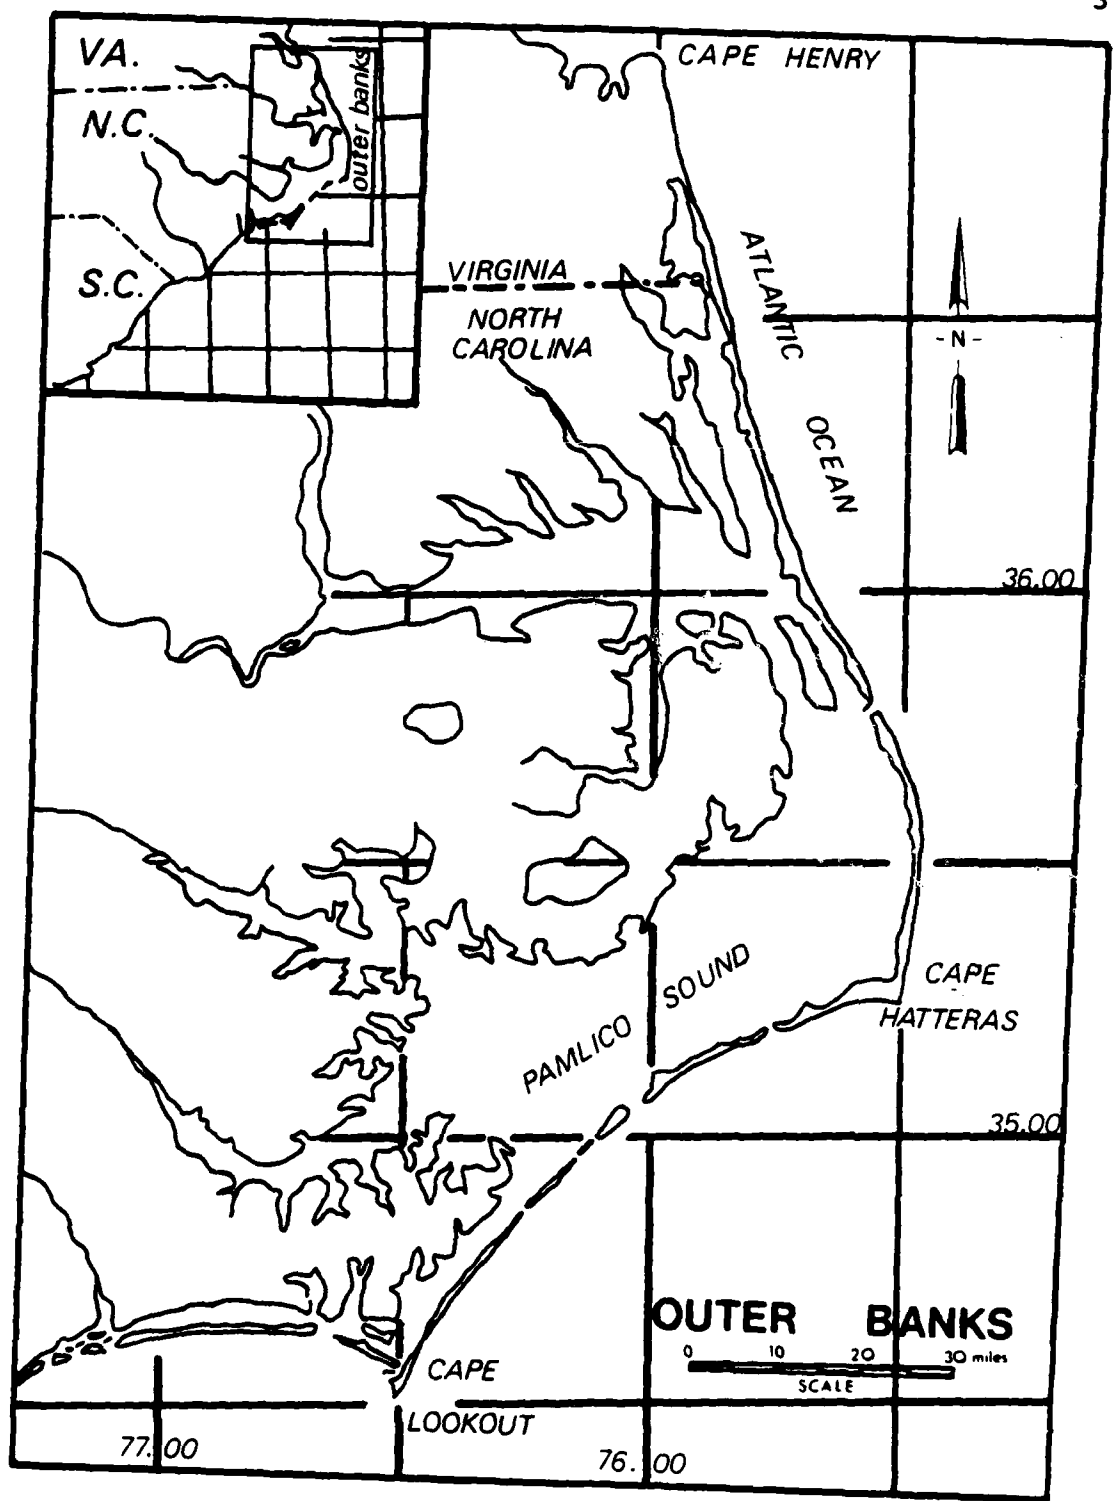 3
VA.
N.C.
S.C.
outer banks
CAPE HENRY
VIRGINIA
NORTH
CAROLINA
ATLANTIC
OCEAN
- N -
36.00
PAMLICO SOUND
CAPE
HATTERAS
35.00
OUTER BANKS
0 10 20 30 miles
SCALE
CAPE
LOOKOUT
77.00
76.00